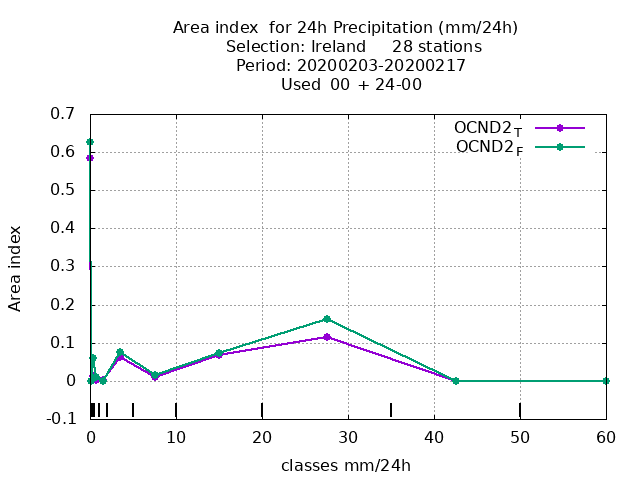 Area index  for 24h Precipitation (mm/24h)
Selection: Ireland     28 stations
Period: 20200203-20200217
Used  00 + 24-00
OCND2T
OCND2F
0.7
0.6
0.5
0.4
0.3
0.2
0.1
0
-0.1
Area index
0 10 20 30 40 50 60
classes mm/24h